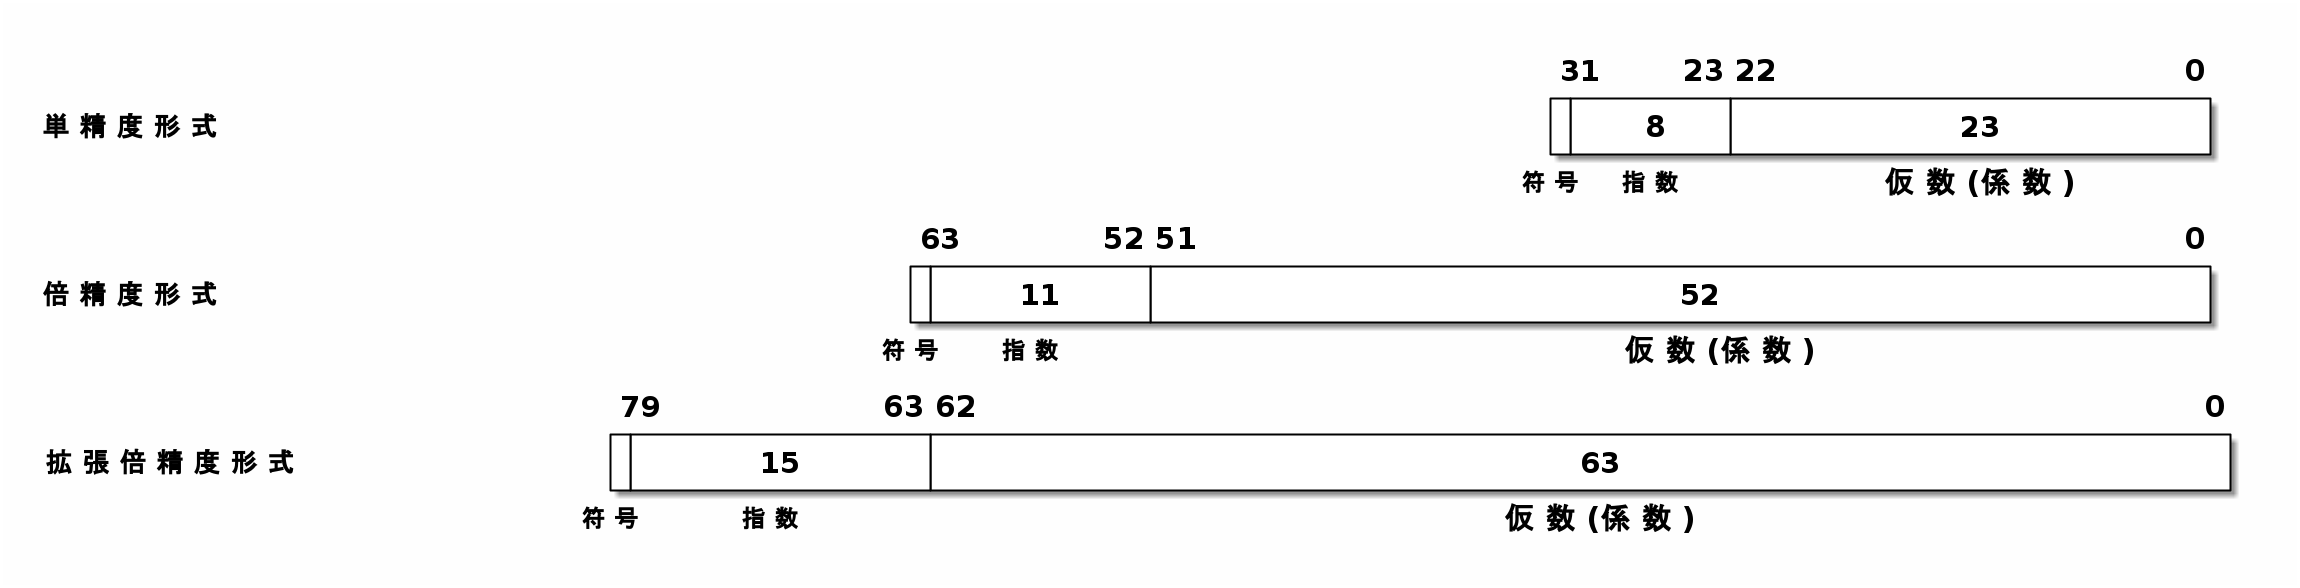 31 23 22 0
単精度形式 8 23
符号 指数 仮数(係数)
63 52 51 0
倍精度形式 11 52
符号 指数 仮数(係数)
79 63 62 0
拡張倍精度形式 15 63
符号 指数 仮数(係数)